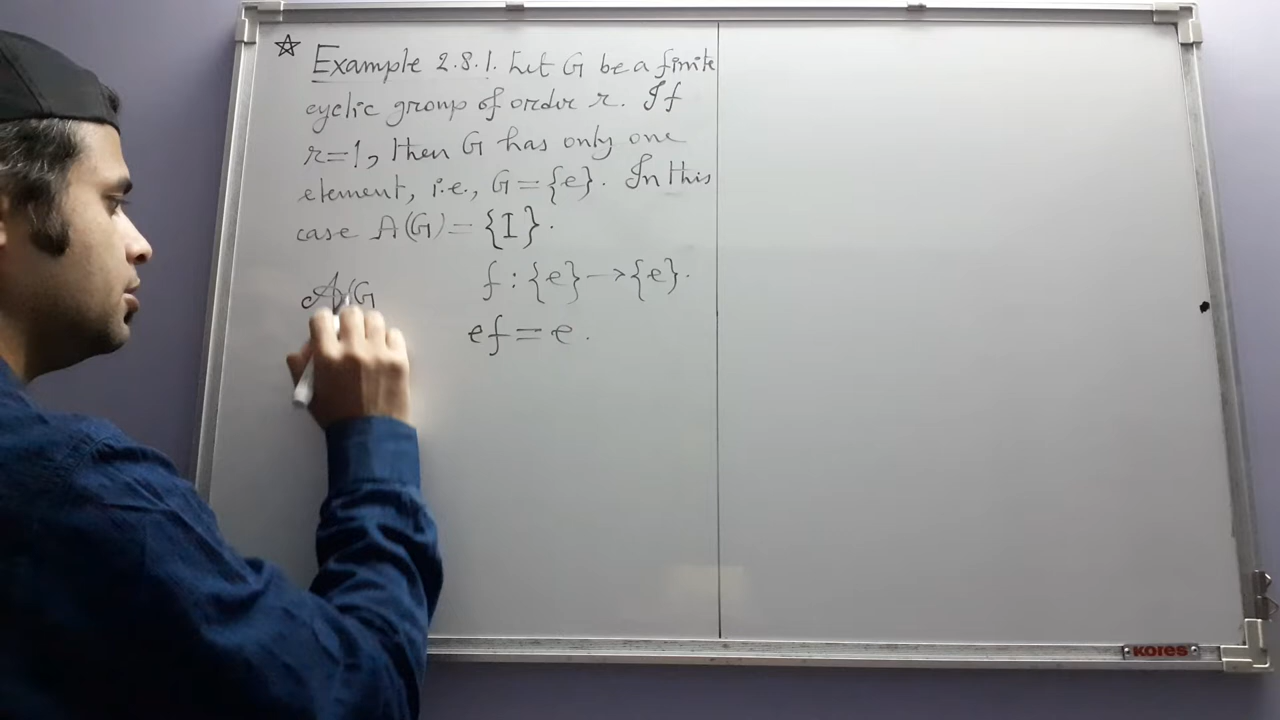 ☆ Example 2.8.1. Let G be a finite
cyclic group of order r. If
r=1, then G has only one
element, i.e., G={e}. In this
case A(G)={I}.
f:{e}→{e}.
𝒜(G
ef=e.
KORES